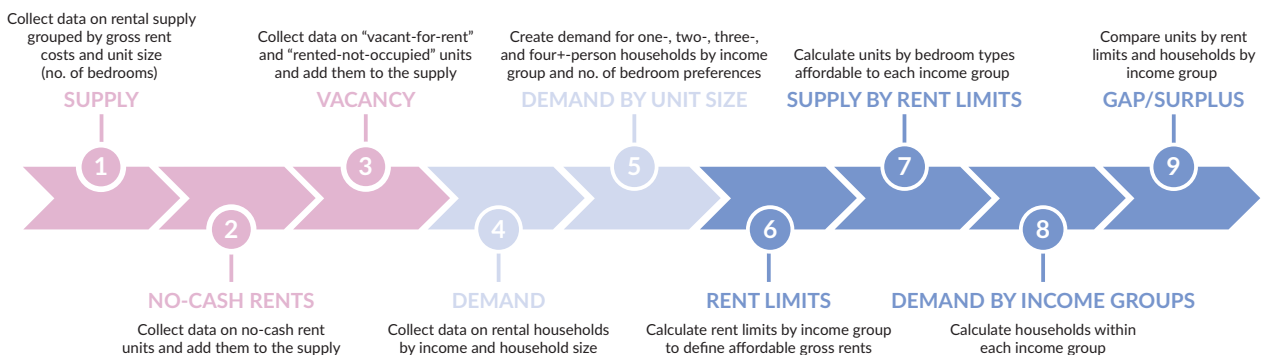 Collect data on rental supply
grouped by gross rent
costs and unit size
(no. of bedrooms)
SUPPLY
1
NO-CASH RENTS
2
Collect data on no-cash rent
units and add them to the supply
Collect data on “vacant-for-rent”
and “rented-not-occupied” units
and add them to the supply
VACANCY
3
4
DEMAND
Collect data on rental households
by income and household size
Create demand for one-, two-, three-,
and four+-person households by income
group and no. of bedroom preferences
DEMAND BY UNIT SIZE
5
6
RENT LIMITS
Calculate rent limits by income group
to define affordable gross rents
Calculate units by bedroom types
affordable to each income group
SUPPLY BY RENT LIMITS
7
8
DEMAND BY INCOME GROUPS
Calculate households within
each income group
Compare units by rent
limits and households by
income group
GAP/SURPLUS
9